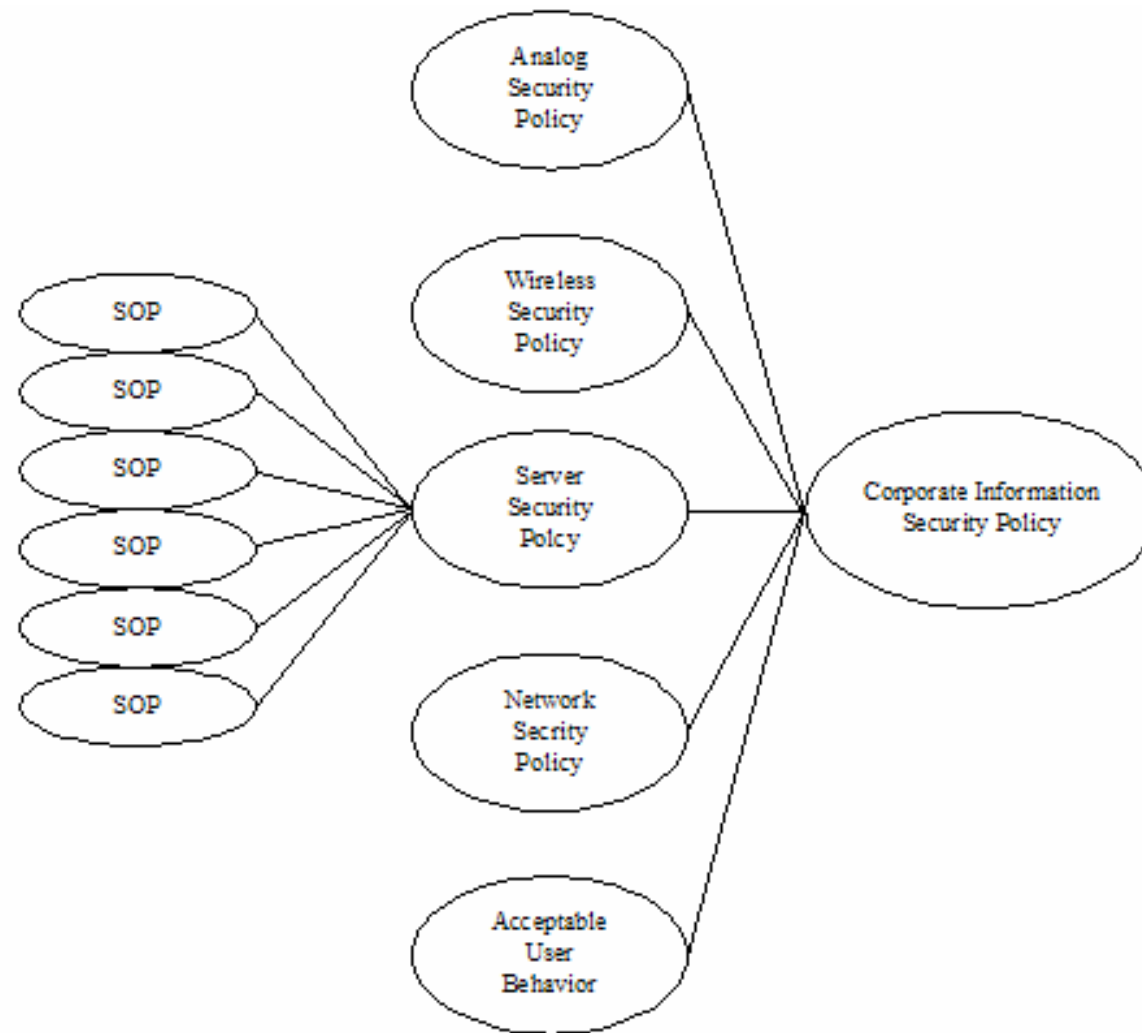 Analog
Security
Policy
Wireless
Security
Policy
SOP
SOP
SOP
SOP
SOP
SOP
Server
Security
Polcy
Corporate Information
Security Policy
Network
Secrity
Policy
Acceptable
User
Behavior